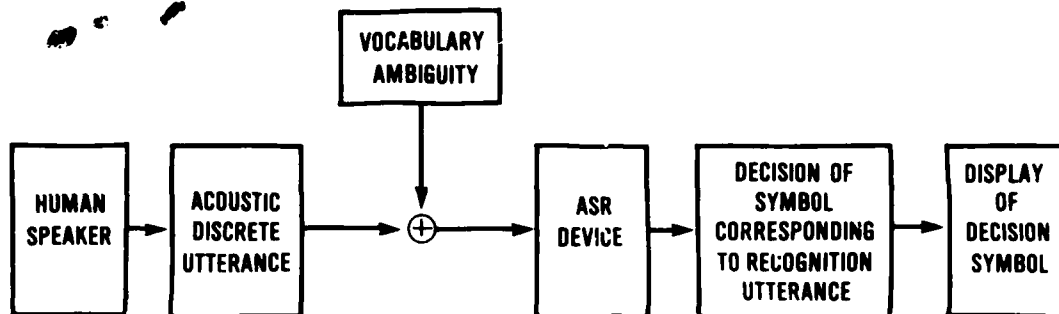 VOCABULARY
AMBIGUITY
HUMAN
SPEAKER
ACOUSTIC
DISCRETE
UTTERANCE
ASR
DEVICE
DECISION OF
SYMBOL
CORRESPONDING
TO RECOGNITION
UTTERANCE
DISPLAY
OF
DECISION
SYMBOL